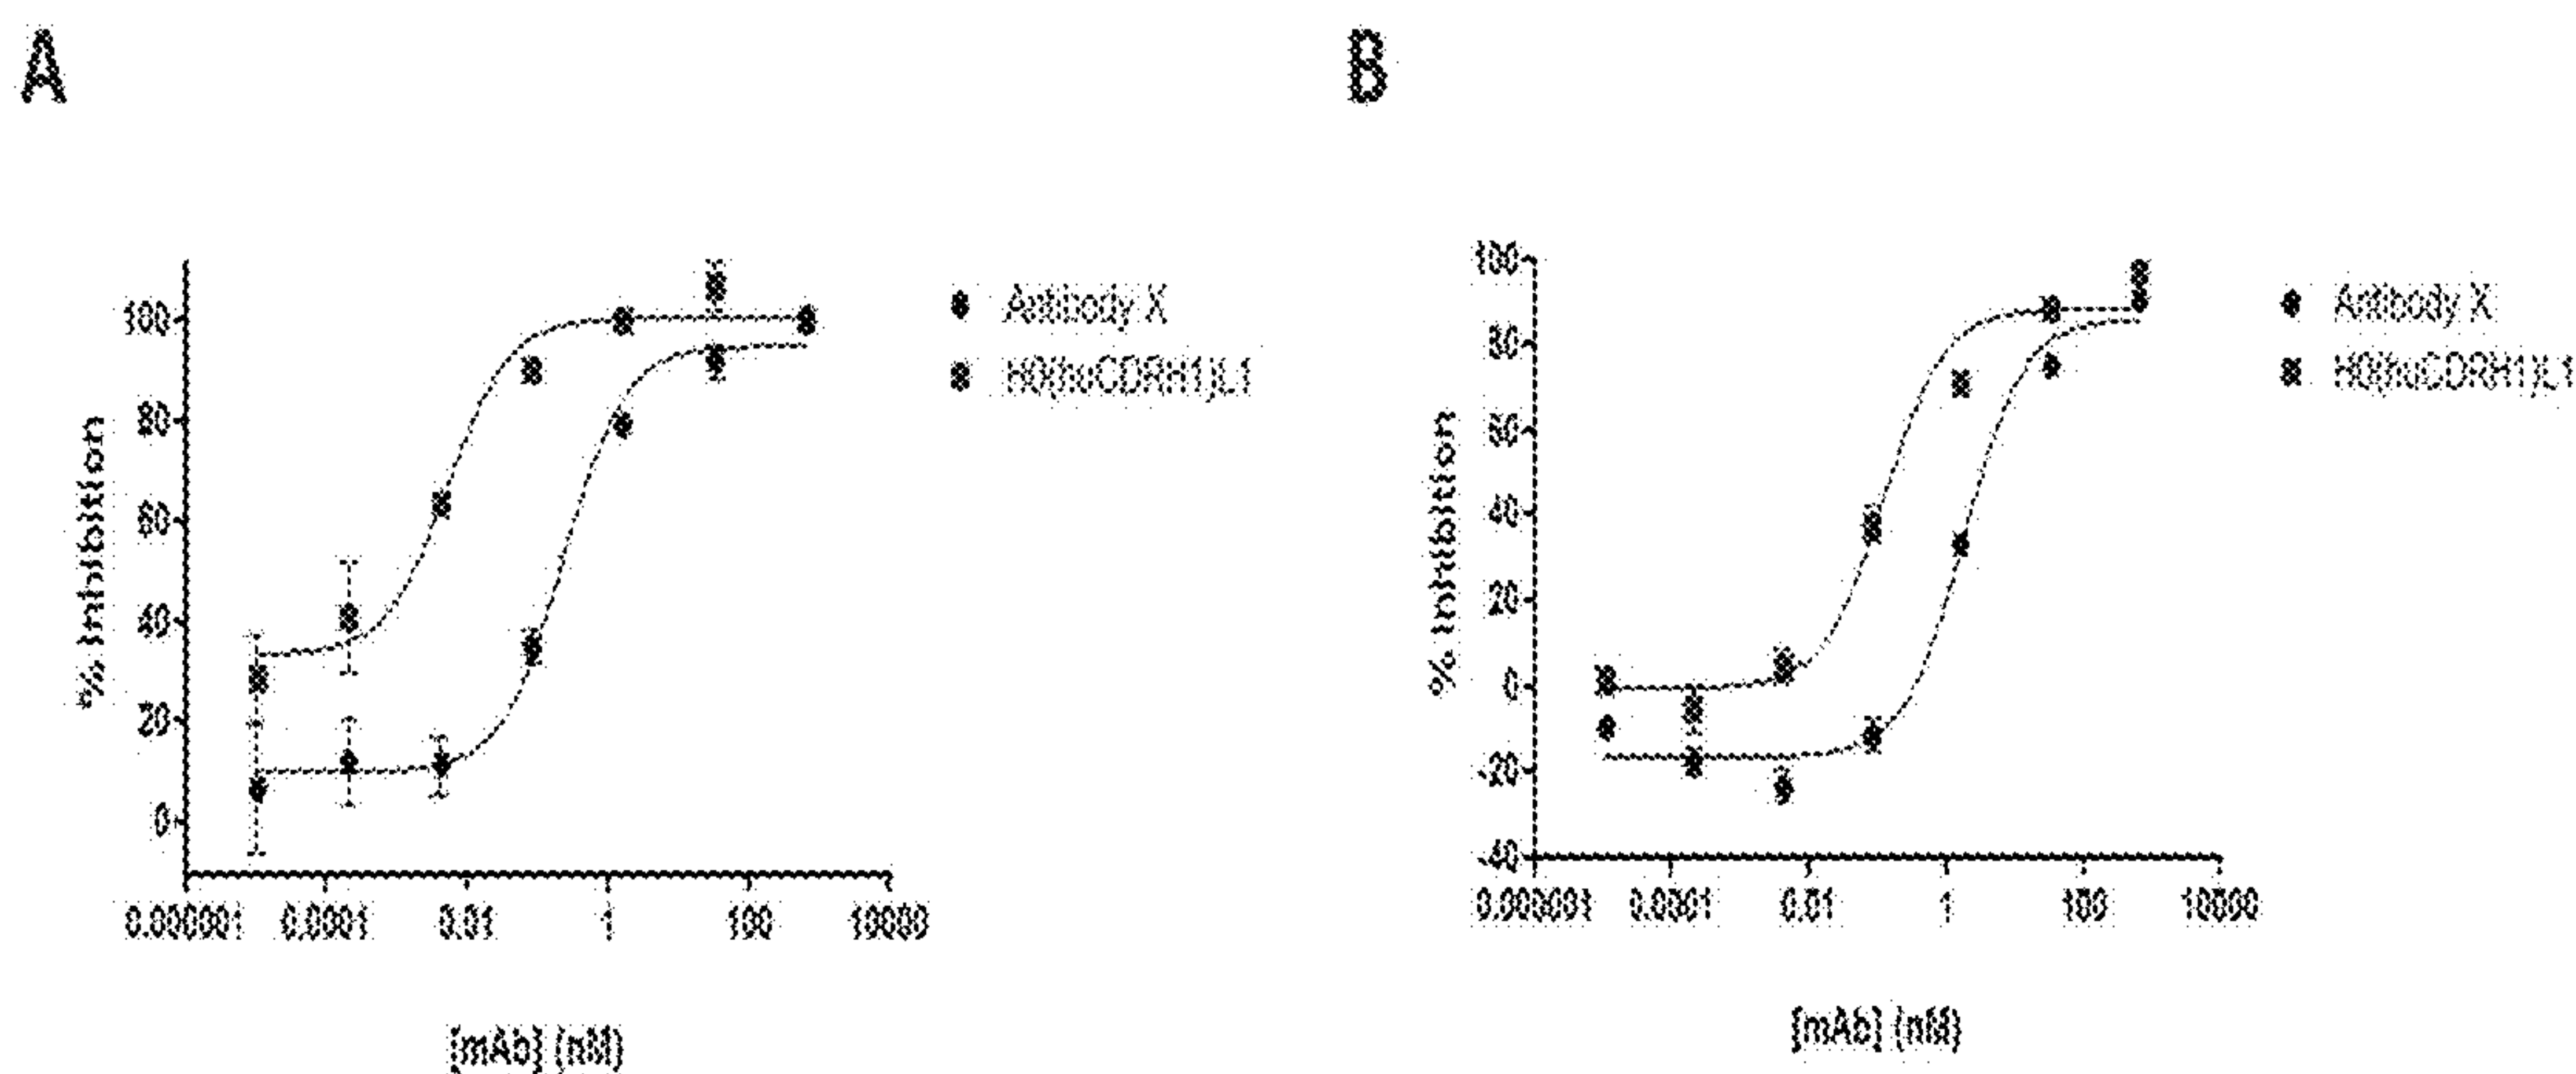 A
B
% Inhibition
100
80
60
40
20
0
0.000001 0.0001 0.01 1 100 10000
[mAb] (nM)
Antibody X
H0(huCDRH1)L1
% Inhibition
100
80
60
40
20
0
-20
-40
0.000001 0.0001 0.01 1 100 10000
[mAb] (nM)
Antibody X
H0(huCDRH1)L1